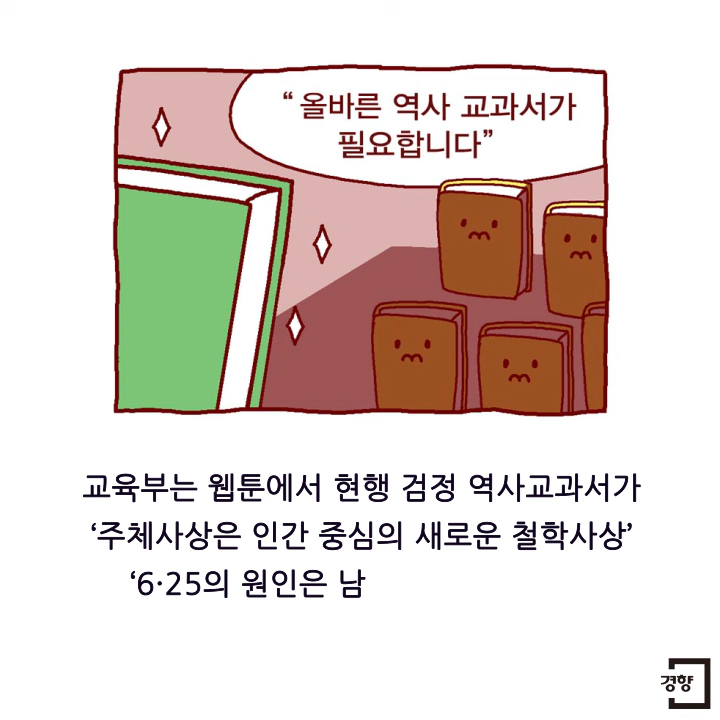 “올바른 역사 교과서가
필요합니다”
교육부는 웹툰에서 현행 검정 역사교과서가
‘주체사상은 인간 중심의 새로운 철학사상’
‘6·25의 원인은 남
경향